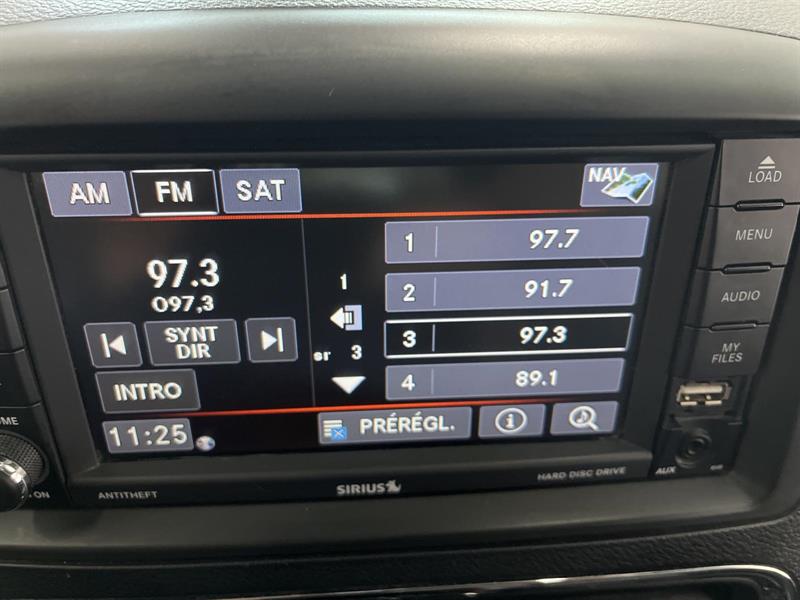 AM FM SAT NAV
97.3
O97,3
SYNT
DIR
INTRO
11:25
1
sr 3
1 97.7
2 91.7
3 97.3
4 89.1
PRÉRÉGL.
i
LOAD
MENU
AUDIO
MY
FILES
AUX
ON
ANTITHEFT
SIRIUS
HARD DISC DRIVE